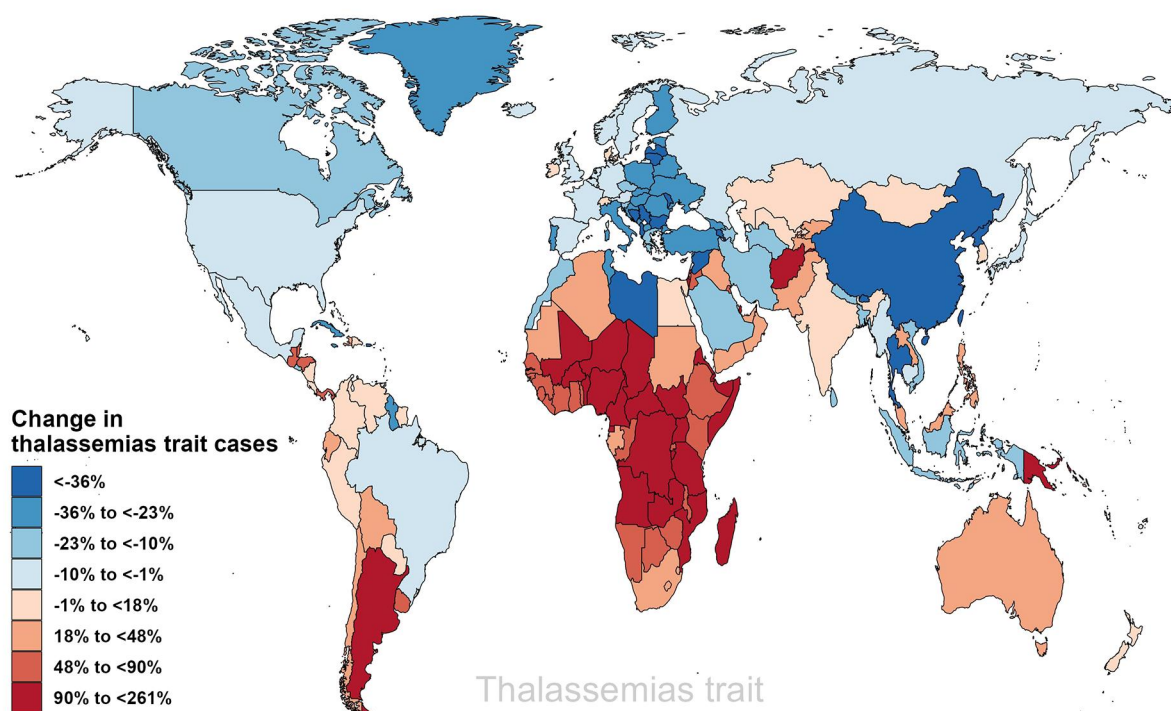 Change in
thalassemias trait cases
<-36%
-36% to <-23%
-23% to <-10%
-10% to <-1%
-1% to <18%
18% to <48%
48% to <90%
90% to <261%
Thalassemias trait